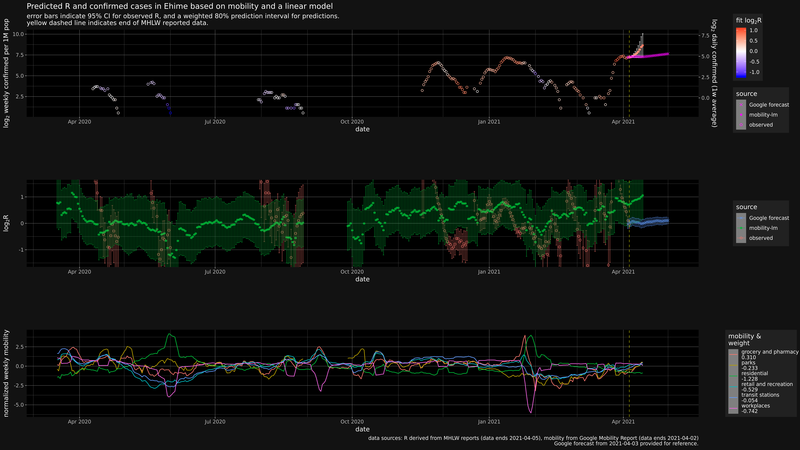 Predicted R and confirmed cases in Ehime based on mobility and a linear model
error bars indicate 95% CI for observed R, and a weighted 80% prediction interval for predictions.
yellow dashed line indicates end of MHLW reported data.
log₂ weekly confirmed per 1M pop
10.0
7.5
5.0
2.5
7.5
5.0
2.5
0.0
log₂ daily confirmed (1w average)
Apr 2020
Jul 2020
Oct 2020
Jan 2021
Apr 2021
date
fit log₂R
1.0
0.5
0.0
-0.5
-1.0
source
Google forecast
mobility-lm
observed
log₂R
1
0
-1
Apr 2020
Jul 2020
Oct 2020
Jan 2021
Apr 2021
date
source
Google forecast
mobility-lm
observed
normalized weekly mobility
2.5
0.0
-2.5
-5.0
Apr 2020
Jul 2020
Oct 2020
Jan 2021
Apr 2021
date
mobility &
weight
grocery and pharmacy
0.310
parks
-0.233
residential
-1.228
retail and recreation
-0.529
transit stations
-0.054
workplaces
-0.742
data sources: R derived from MHLW reports (data ends 2021-04-05), mobility from Google Mobility Report (data ends 2021-04-02)
Google forecast from 2021-04-03 provided for reference.